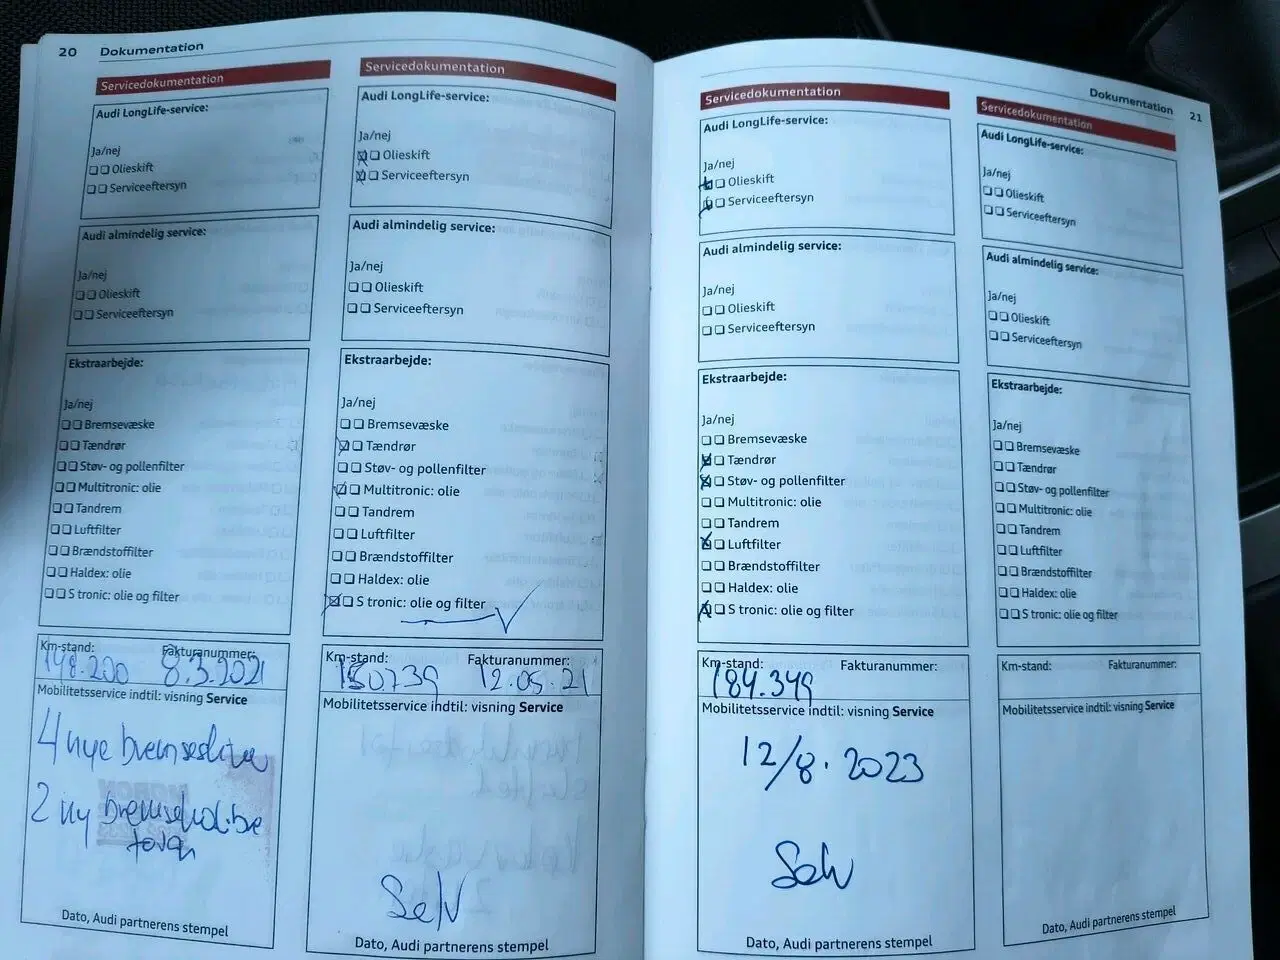 20 Dokumentation
Servicedokumentation
Audi LongLife-service:
Ja/nej
Olieskift
Serviceeftersyn
Audi almindelig service:
Ja/nej
Olieskift
Serviceeftersyn
Ekstraarbejde:
Ja/nej
Bremsevæske
Tændrør
Støv- og pollenfilter
Multitronic: olie
Tandrem
Luftfilter
Brændstoffilter
Haldex: olie
S tronic: olie og filter
Km-stand: Fakturanummer:
148.200 8.3.2021
Mobilitetsservice indtil: visning Service
4 nye bremseskiver
2 ny
foran
Dato, Audi partnerens stempel
Servicedokumentation
Audi LongLife-service:
Ja/nej
Olieskift
Serviceeftersyn
Audi almindelig service:
Ja/nej
Olieskift
Serviceeftersyn
Ekstraarbejde:
Ja/nej
Bremsevæske
Tændrør
Støv- og pollenfilter
Multitronic: olie
Tandrem
Luftfilter
Brændstoffilter
Haldex: olie
S tronic: olie og filter
Km-stand: Fakturanummer:
150.739 12.05.21
Mobilitetsservice indtil: visning Service
Selv
Dato, Audi partnerens stempel
Dokumentation 21
Servicedokumentation
Audi LongLife-service:
Ja/nej
Olieskift
Serviceeftersyn
Audi almindelig service:
Ja/nej
Olieskift
Serviceeftersyn
Ekstraarbejde:
Ja/nej
Bremsevæske
Tændrør
Støv- og pollenfilter
Multitronic: olie
Tandrem
Luftfilter
Brændstoffilter
Haldex: olie
S tronic: olie og filter
Km-stand: Fakturanummer:
184.349
Mobilitetsservice indtil: visning Service
12/8.2023
Selv
Dato, Audi partnerens stempel
Servicedokumentation
Audi LongLife-service:
Ja/nej
Olieskift
Serviceeftersyn
Audi almindelig service:
Ja/nej
Olieskift
Serviceeftersyn
Ekstraarbejde:
Ja/nej
Bremsevæske
Tændrør
Støv- og pollenfilter
Multitronic: olie
Tandrem
Luftfilter
Brændstoffilter
Haldex: olie
S tronic: olie og filter
Km-stand: Fakturanummer:
Mobilitetsservice indtil: visning Service
Dato, Audi partnerens stempel